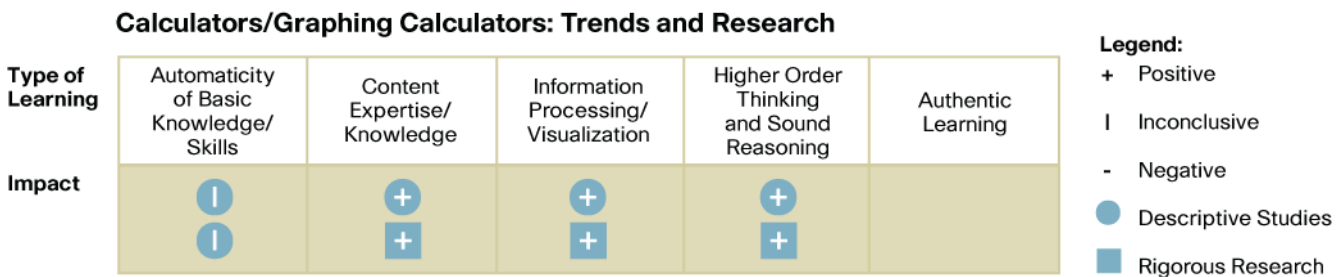 Calculators/Graphing Calculators: Trends and Research
Type of
Learning
Automaticity
of Basic
Knowledge/
Skills
Content
Expertise/
Knowledge
Information
Processing/
Visualization
Higher Order
Thinking
and Sound
Reasoning
Authentic
Learning
Impact
I
+
+
+
I
+
+
+
Legend:
+ Positive
I Inconclusive
- Negative
Descriptive Studies
Rigorous Research